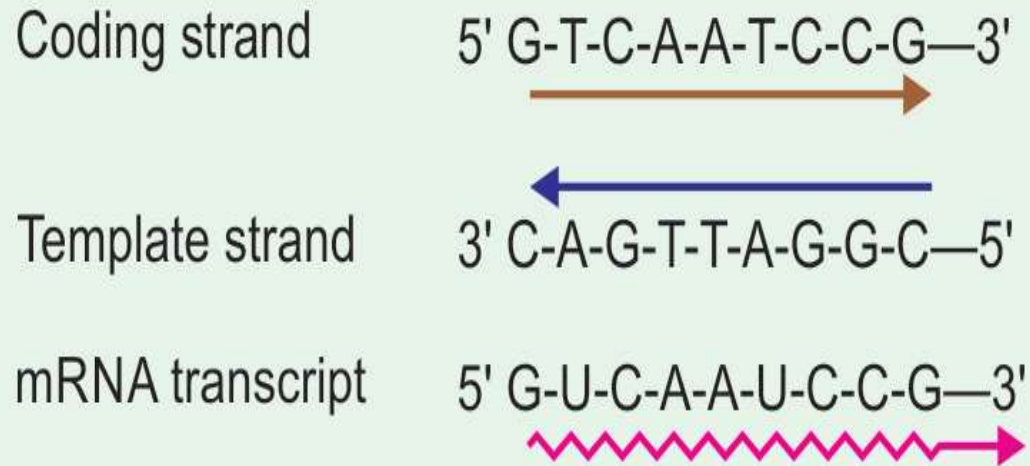 Coding strand 5' G-T-C-A-A-T-C-C-G—3'
Template strand 3' C-A-G-T-T-A-G-G-C—5'
mRNA transcript 5' G-U-C-A-A-U-C-C-G—3'